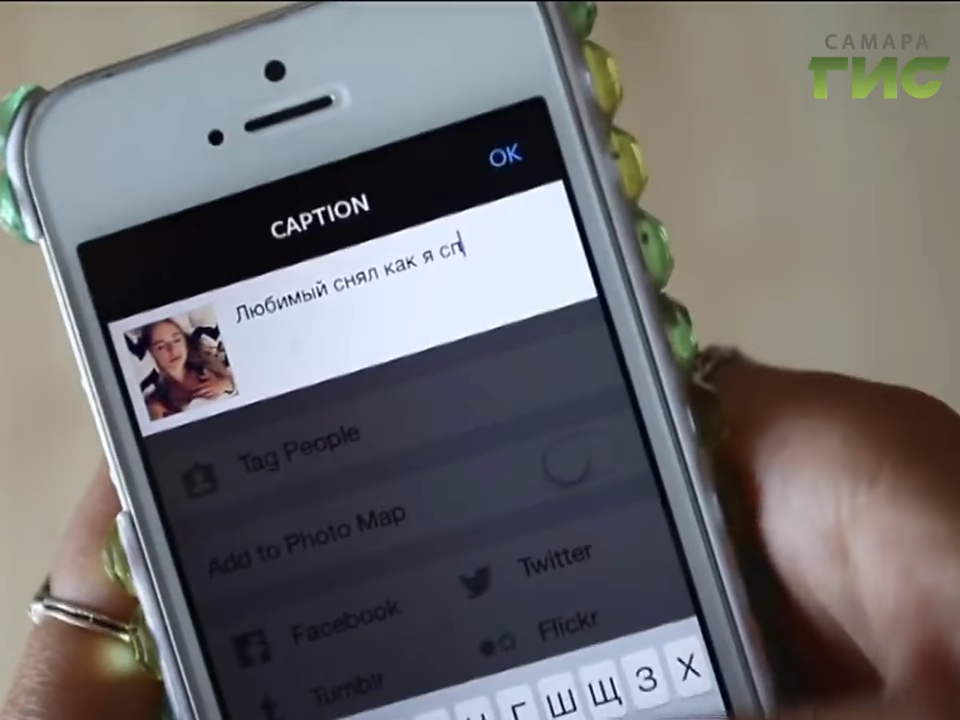 САМАРА
ГИС
OK
CAPTION
Любимый снял как я сп
Tag People
Add to Photo Map
Facebook
Twitter
Tumblr
Flickr
Г Ш Щ З Х